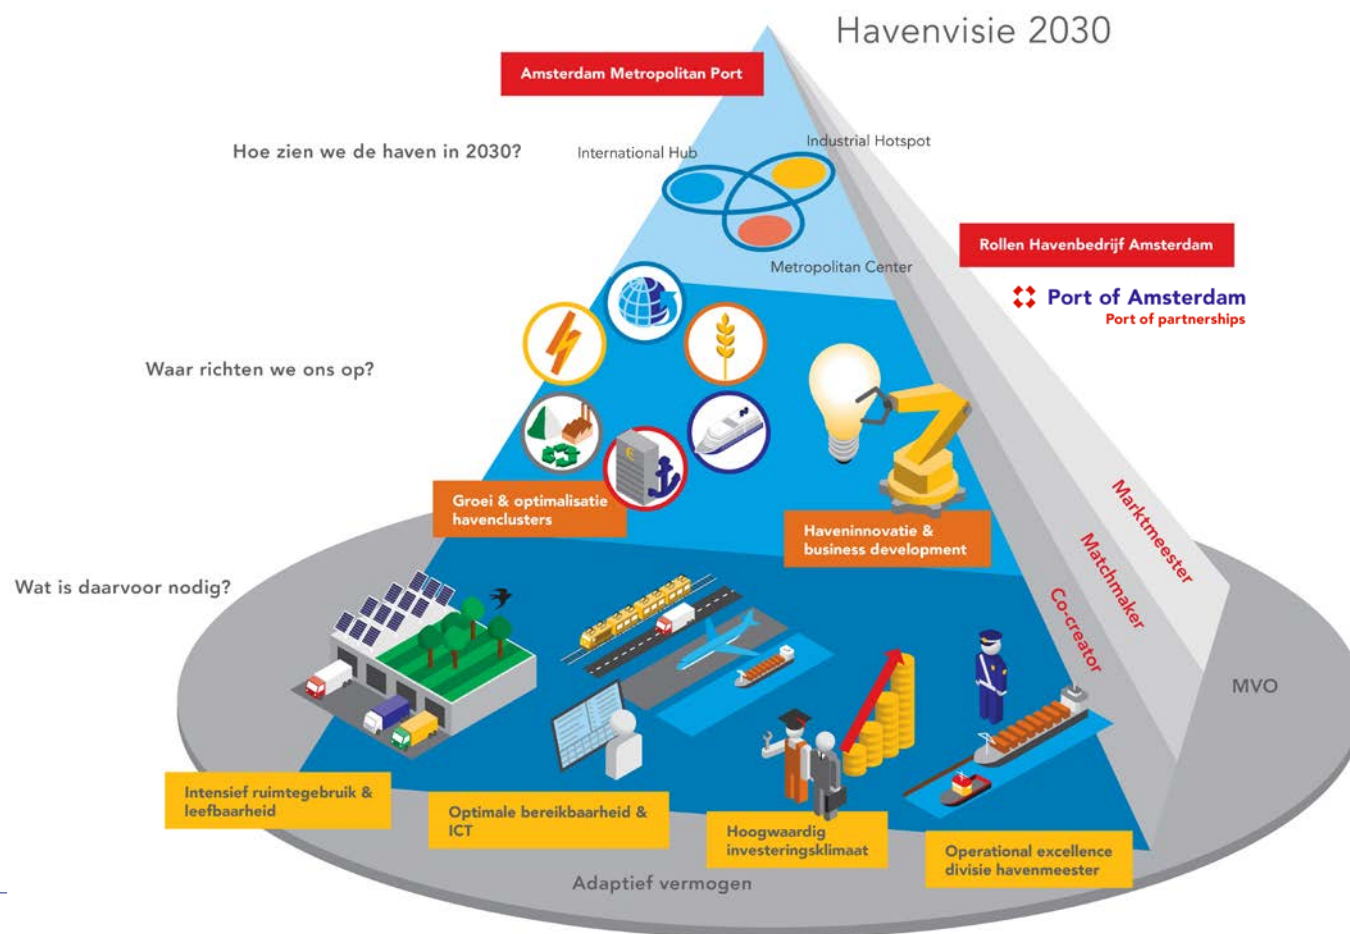 Havenvisie 2030
Amsterdam Metropolitan Port
Hoe zien we de haven in 2030?
International Hub
Industrial Hotspot
Metropolitan Center
Rollen Havenbedrijf Amsterdam
Port of Amsterdam
Port of partnerships
Waar richten we ons op?
Groei & optimalisatie
havenclusters
Haveninnovatie &
business development
Marktmeester
Matchmaker
Co-creator
Wat is daarvoor nodig?
MVO
Intensief ruimtegebruik &
leefbaarheid
Optimale bereikbaarheid &
ICT
Hoogwaardig
investeringsklimaat
Operational excellence
divisie havenmeester
Adaptief vermogen